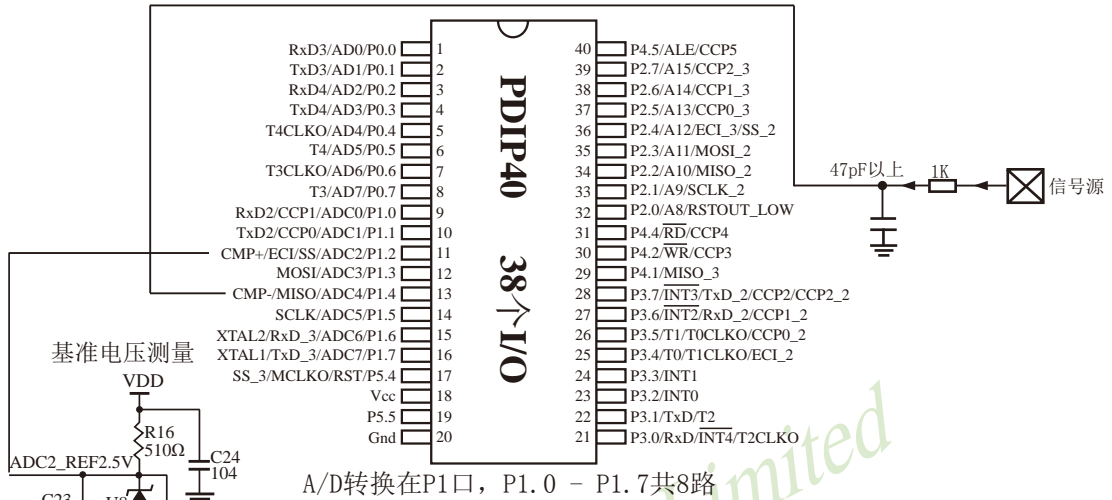 RxD3/AD0/P0.0 1
TxD3/AD1/P0.1 2
RxD4/AD2/P0.2 3
TxD4/AD3/P0.3 4
T4CLKO/AD4/P0.4 5
T4/AD5/P0.5 6
T3CLKO/AD6/P0.6 7
T3/AD7/P0.7 8
RxD2/CCP1/ADC0/P1.0 9
TxD2/CCP0/ADC1/P1.1 10
CMP+/ECI/SS/ADC2/P1.2 11
MOSI/ADC3/P1.3 12
CMP-/MISO/ADC4/P1.4 13
SCLK/ADC5/P1.5 14
XTAL2/RxD_3/ADC6/P1.6 15
XTAL1/TxD_3/ADC7/P1.7 16
SS_3/MCLKO/RST/P5.4 17
Vcc 18
P5.5 19
Gnd 20
PDIP40 38个I/O
40 P4.5/ALE/CCP5
39 P2.7/A15/CCP2_3
38 P2.6/A14/CCP1_3
37 P2.5/A13/CCP0_3
36 P2.4/A12/ECI_3/SS_2
35 P2.3/A11/MOSI_2
34 P2.2/A10/MISO_2
33 P2.1/A9/SCLK_2
32 P2.0/A8/RSTOUT_LOW
31 P4.4/RD/CCP4
30 P4.2/WR/CCP3
29 P4.1/MISO_3
28 P3.7/INT3/TxD_2/CCP2/CCP2_2
27 P3.6/INT2/RxD_2/CCP1_2
26 P3.5/T1/T0CLKO/CCP0_2
25 P3.4/T0/T1CLKO/ECI_2
24 P3.3/INT1
23 P3.2/INT0
22 P3.1/TxD/T2
21 P3.0/RxD/INT4/T2CLKO
47pF以上
1K
信号源
基准电压测量
VDD
R16
510Ω
C24
104
ADC2_REF2.5V
A/D转换在P1口, P1.0 - P1.7共8路